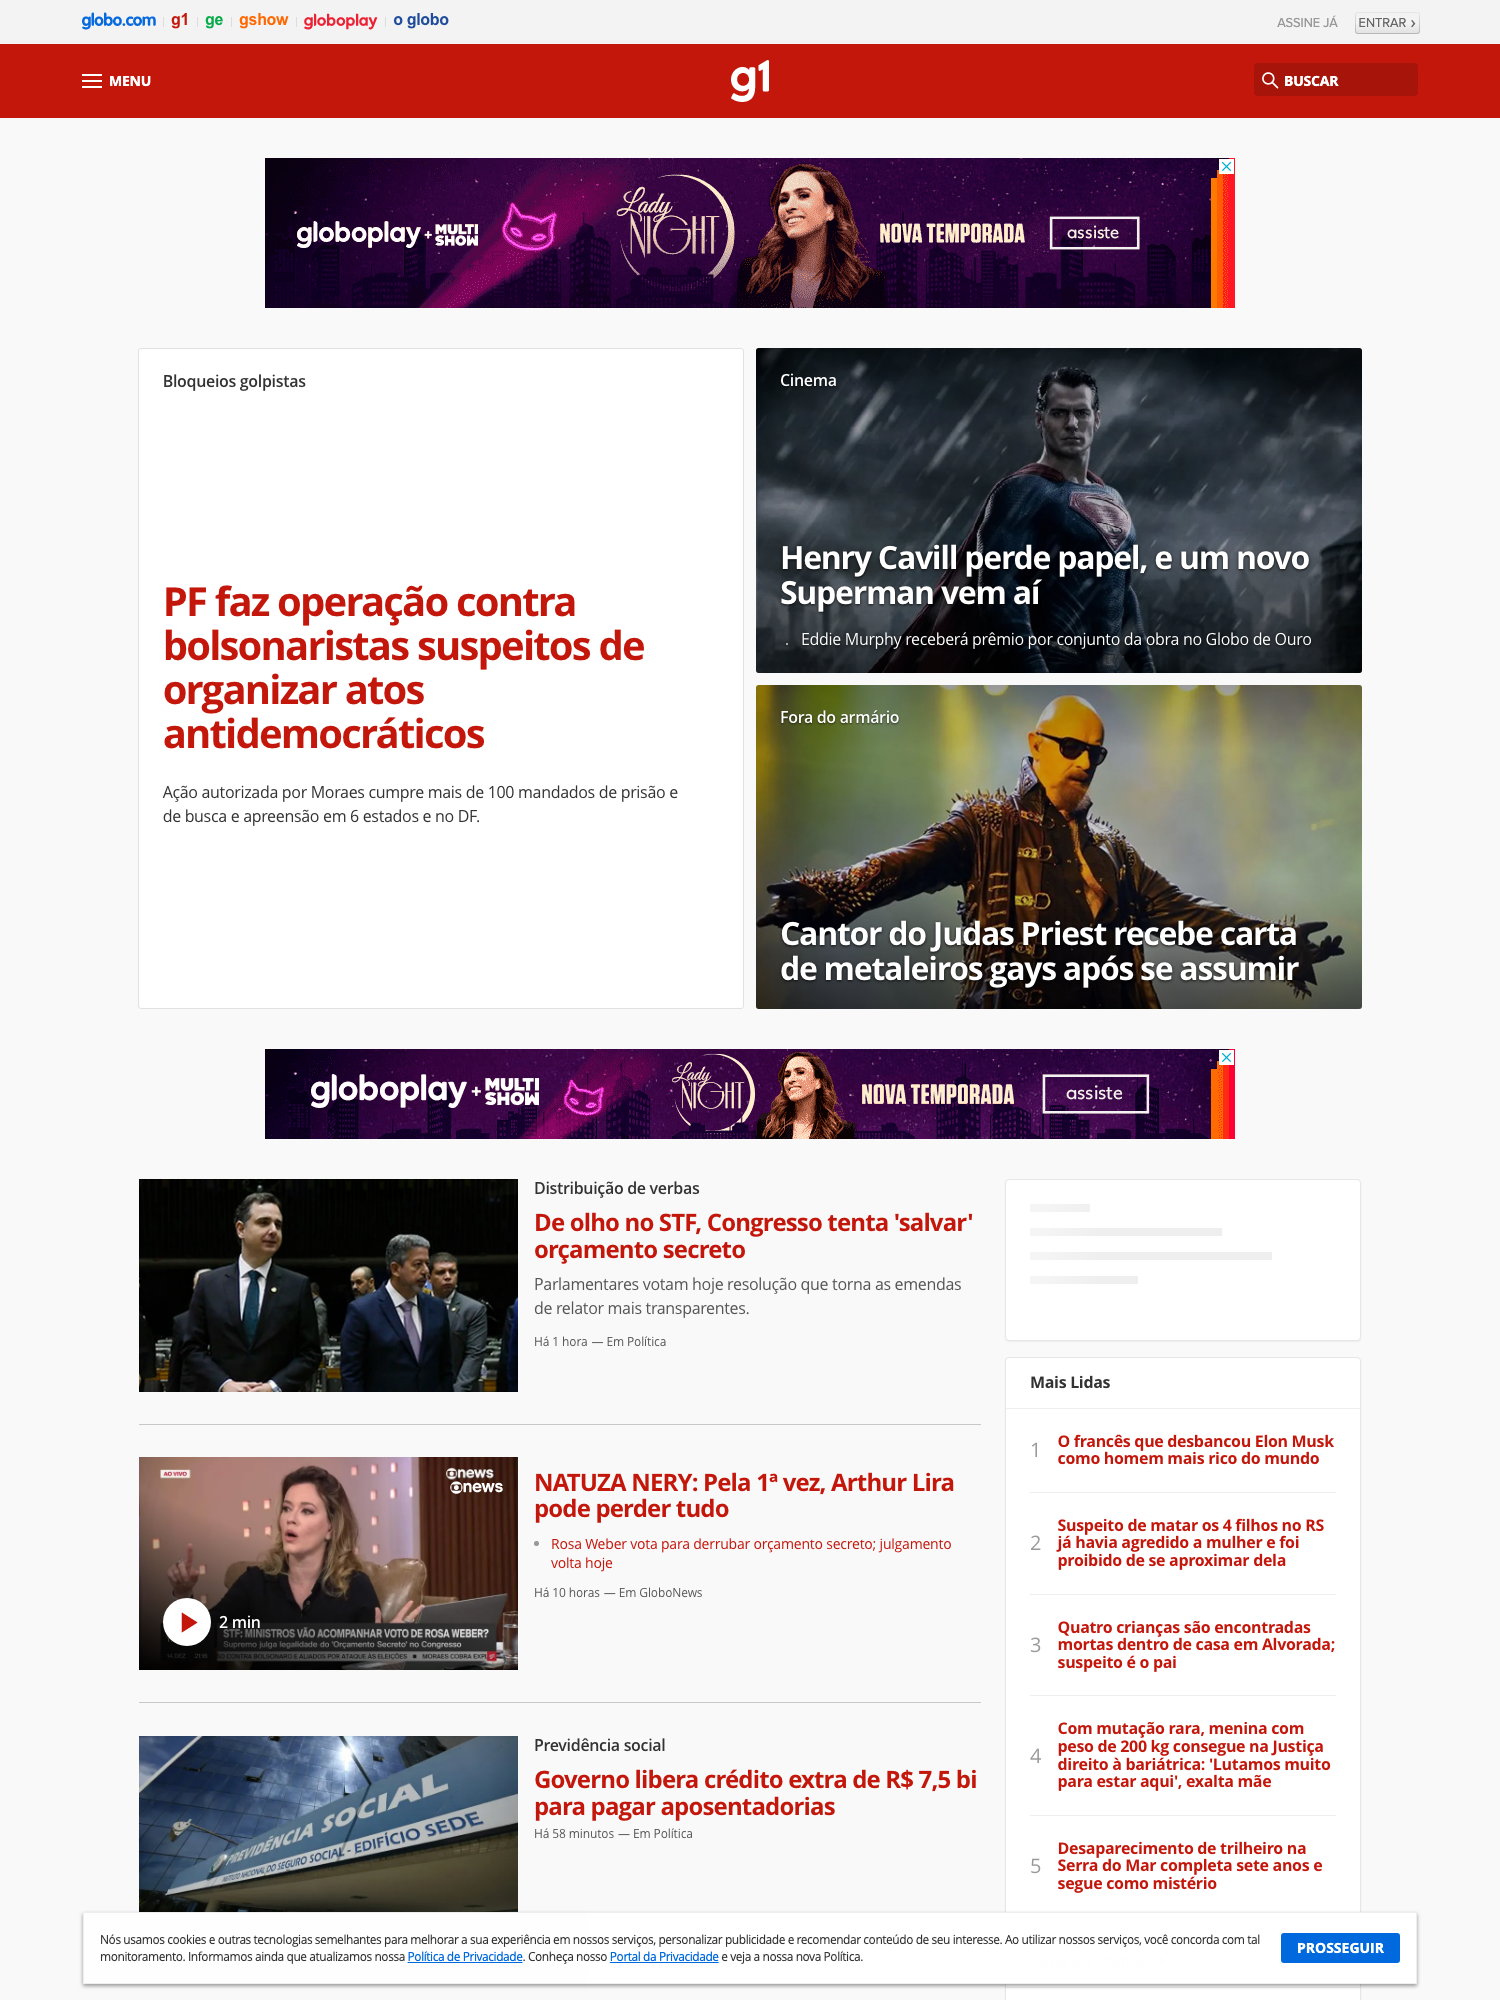 globo.com g1 ge gshow globoplay o globo
ASSINE JÁ ENTRAR ›
MENU
g1
BUSCAR
globoplay + MULTI SHOW
Lady NIGHT
NOVA TEMPORADA
assiste
Bloqueios golpistas
PF faz operação contra
bolsonaristas suspeitos de
organizar atos
antidemocráticos
Ação autorizada por Moraes cumpre mais de 100 mandados de prisão e
de busca e apreensão em 6 estados e no DF.
Cinema
Henry Cavill perde papel, e um novo
Superman vem aí
Eddie Murphy receberá prêmio por conjunto da obra no Globo de Ouro
Fora do armário
Cantor do Judas Priest recebe carta
de metaleiros gays após se assumir
globoplay + MULTI SHOW
Lady NIGHT
NOVA TEMPORADA
assiste
Distribuição de verbas
De olho no STF, Congresso tenta 'salvar'
orçamento secreto
Parlamentares votam hoje resolução que torna as emendas
de relator mais transparentes.
Há 1 hora — Em Política
AO VIVO
news
news
2 min
STF: MINISTROS VÃO ACOMPANHAR VOTO DE ROSA WEBER?
Supremo julga legalidade do 'Orçamento Secreto' no Congresso
CONTRA BOLSONARO E ALIADOS POR ATAQUE ÀS ELEIÇÕES ■ MORAES COBRA
NATUZA NERY: Pela 1ª vez, Arthur Lira
pode perder tudo
Rosa Weber vota para derrubar orçamento secreto; julgamento
volta hoje
Há 10 horas — Em GloboNews
PREVIDÊNCIA SOCIAL
INSTITUTO NACIONAL DO SEGURO SOCIAL - EDIFÍCIO SEDE
Previdência social
Governo libera crédito extra de R$ 7,5 bi
para pagar aposentadorias
Há 58 minutos — Em Política
Mais Lidas
1
O francês que desbancou Elon Musk
como homem mais rico do mundo
2
Suspeito de matar os 4 filhos no RS
já havia agredido a mulher e foi
proibido de se aproximar dela
3
Quatro crianças são encontradas
mortas dentro de casa em Alvorada;
suspeito é o pai
4
Com mutação rara, menina com
peso de 200 kg consegue na Justiça
direito à bariátrica: 'Lutamos muito
para estar aqui', exalta mãe
5
Desaparecimento de trilheiro na
Serra do Mar completa sete anos e
segue como mistério
Nós usamos cookies e outras tecnologias semelhantes para melhorar a sua experiência em nossos serviços, personalizar publicidade e recomendar conteúdo de seu interesse. Ao utilizar nossos serviços, você concorda com tal
monitoramento. Informamos ainda que atualizamos nossa Política de Privacidade. Conheça nosso Portal da Privacidade e veja a nossa nova Política.
PROSSEGUIR